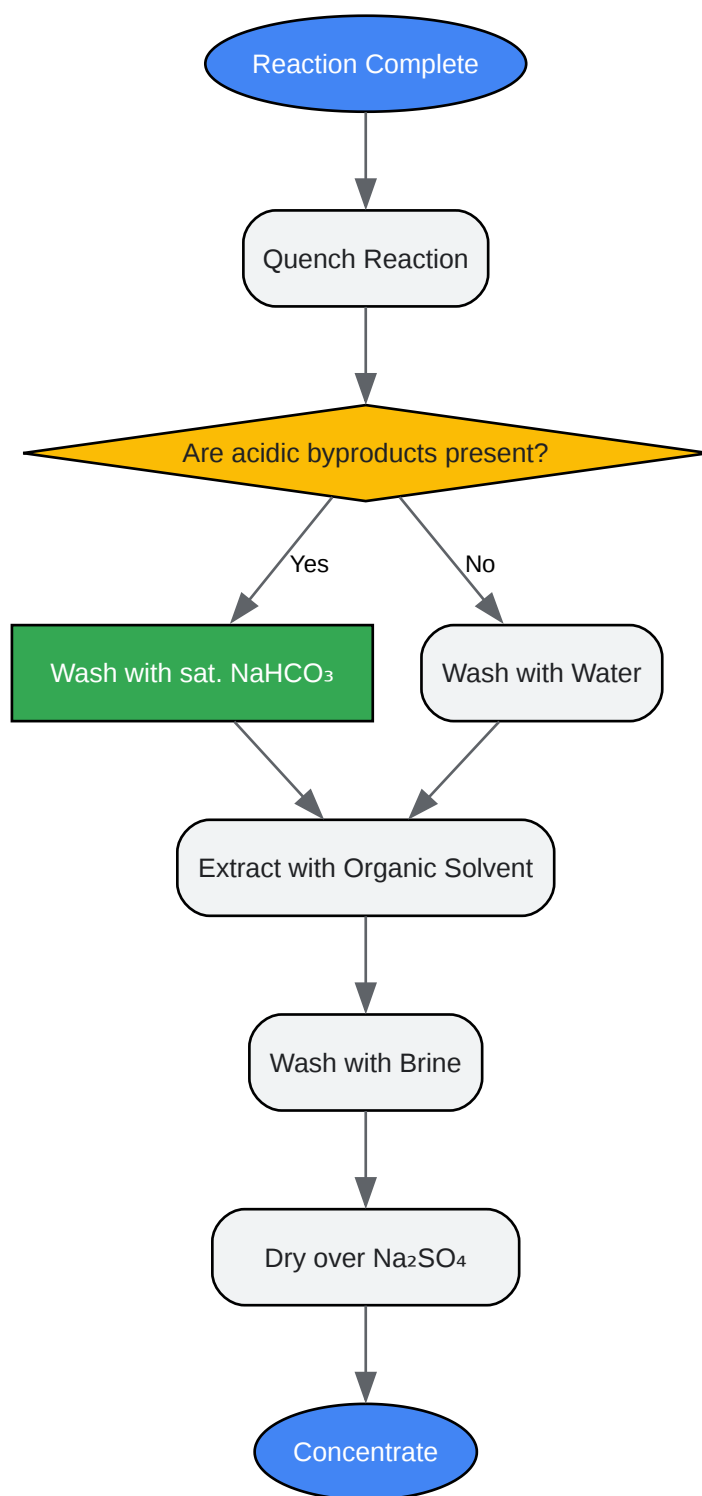 Reaction Complete
Quench Reaction
Are acidic byproducts present?
Yes
No
Wash with sat. NaHCO₃
Wash with Water
Extract with Organic Solvent
Wash with Brine
Dry over Na₂SO₄
Concentrate